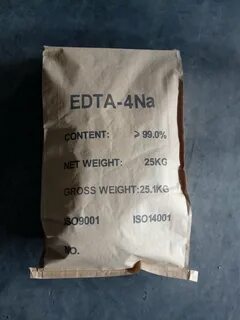 EDTA-4Na
CONTENT: ≥99.0%
NET WEIGHT: 25KG
GROSS WEIGHT:25.1KG
ISO9001 ISO14001
NO.